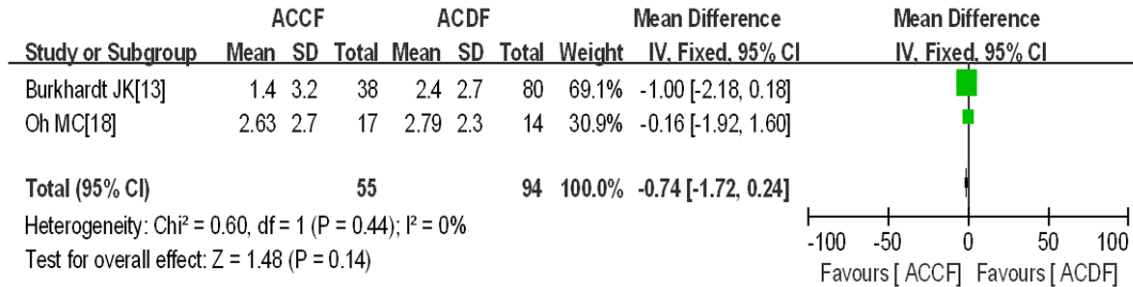 ACCF ACDF Mean Difference Mean Difference
Study or Subgroup Mean SD Total Mean SD Total Weight IV, Fixed, 95% CI IV, Fixed, 95% CI
Burkhardt JK[13] 1.4 3.2 38 2.4 2.7 80 69.1% -1.00 [-2.18, 0.18]
Oh MC[18] 2.63 2.7 17 2.79 2.3 14 30.9% -0.16 [-1.92, 1.60]
Total (95% CI) 55 94 100.0% -0.74 [-1.72, 0.24]
Heterogeneity: Chi² = 0.60, df = 1 (P = 0.44); I² = 0%
Test for overall effect: Z = 1.48 (P = 0.14)
-100 -50 0 50 100
Favours [ ACCF] Favours [ ACDF]